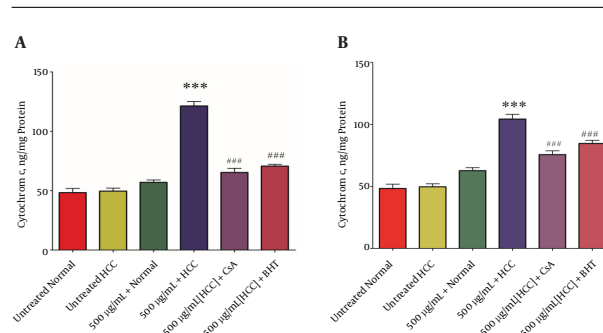 A
B
150
100
50
0
Cytochrom c, ng/mg Protein
***
###
###
Untreated Normal
Untreated HCC
500 µg/mL + Normal
500 µg/mL + HCC
500 µg/mL[HCC] + CsA
500 µg/mL[HCC] + BHT
150
100
50
0
Cytochrom c, ng/mg Protein
***
###
###
Untreated Normal
Untreated HCC
500 µg/mL + Normal
500 µg/mL + HCC
500 µg/mL[HCC] + CsA
500 µg/mL[HCC] + BHT